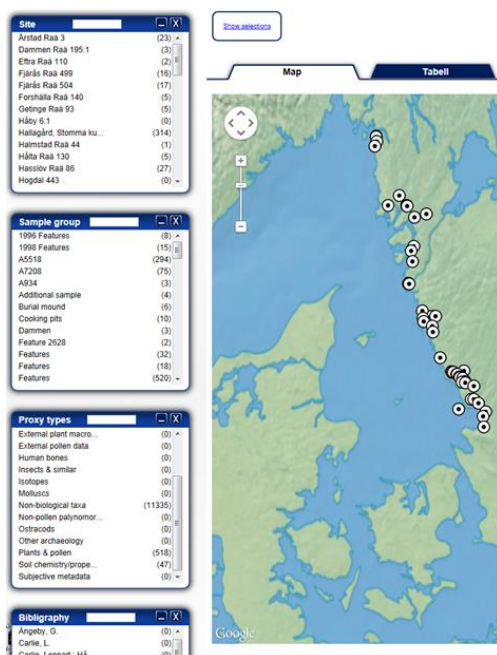 Site
Årstad Raä 3 (23)
Dammen Raä 195:1 (3)
Eftra Raä 110 (2)
Fjärås Raä 499 (16)
Fjärås Raä 504 (17)
Forshälla Raä 140 (5)
Getinge Raä 93 (5)
Håby 6:1 (0)
Hallagård, Stomma ku... (314)
Halmstad Raä 44 (1)
Hålta Raä 130 (5)
Hasslöv Raä 86 (27)
Hogdal 443 (0)
Sample group
1996 Features (8)
1998 Features (15)
A5518 (294)
A7208 (75)
A934 (3)
Additional sample (4)
Burial mound (6)
Cooking pits (10)
Dammen (3)
Feature 2628 (2)
Features (32)
Features (18)
Features (520)
Proxy types
External plant macro... (0)
External pollen data (0)
Human bones (0)
Insects & similar (0)
Isotopes (0)
Molluscs (0)
Non-biological taxa (11335)
Non-pollen palynomor... (0)
Ostracods (0)
Other archaeology (0)
Plants & pollen (518)
Soil chemistry/prope... (47)
Subjective metadata (0)
Bibligraphy
Angeby, G. (0)
Carlie, L. (0)
Carlie, Lennart ; Hå... (0)
Show selections
Map Tabell
Google